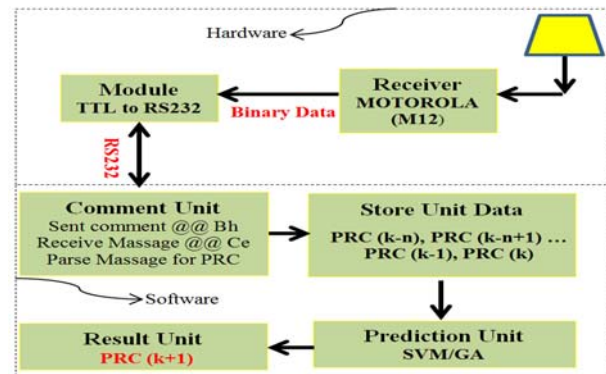 Hardware
Module
TTL to RS232
Receiver
MOTOROLA
(M12)
Binary Data
RS232
Comment Unit
Sent comment @@ Bh
Receive Massage @@ Ce
Parse Massage for PRC
Store Unit Data
PRC (k-n), PRC (k-n+1) ...
PRC (k-1), PRC (k)
Software
Result Unit
PRC (k+1)
Prediction Unit
SVM/GA